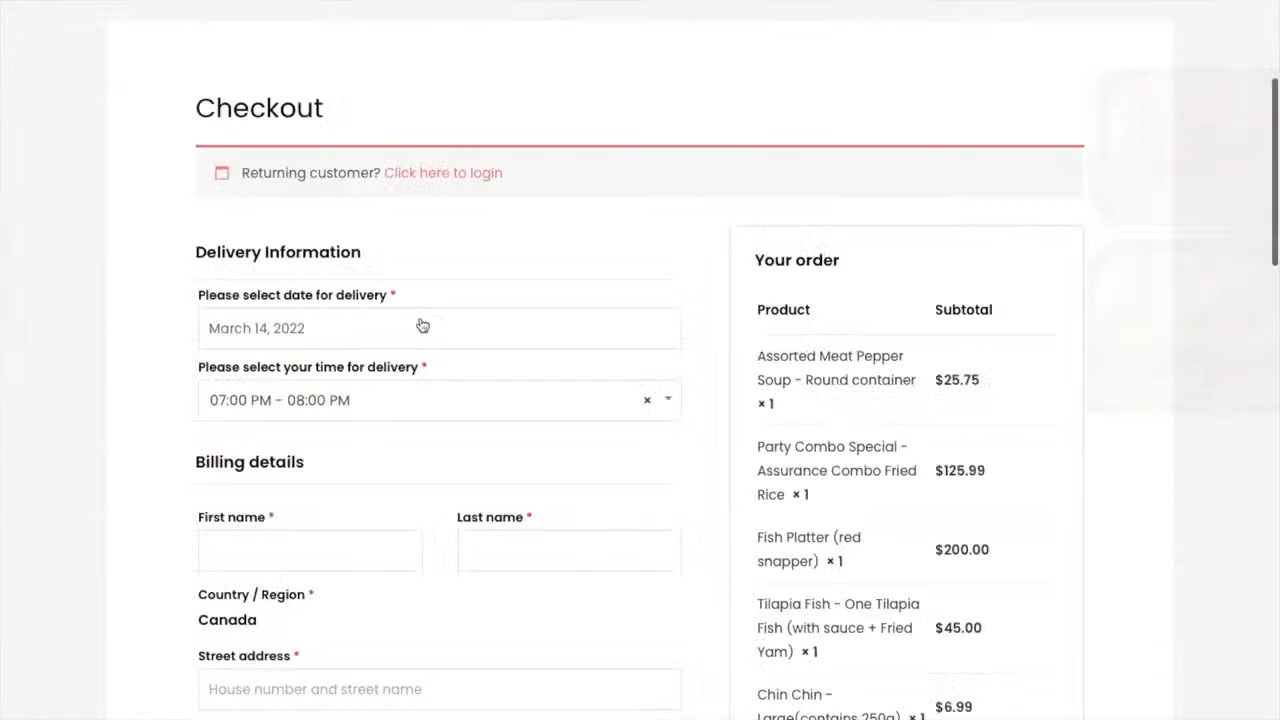 Checkout
Returning customer? Click here to login
Delivery Information
Please select date for delivery *
March 14, 2022
Please select your time for delivery *
07:00 PM - 08:00 PM × 
Billing details
First name *
Last name *
Country / Region *
Canada
Street address *
House number and street name
Your order
Product Subtotal
Assorted Meat Pepper
Soup - Round container $25.75
× 1
Party Combo Special -
Assurance Combo Fried $125.99
Rice × 1
Fish Platter (red
snapper) × 1 $200.00
Tilapia Fish - One Tilapia
Fish (with sauce + Fried $45.00
Yam) × 1
Chin Chin -
Large(contains 250g) × 1 $6.99